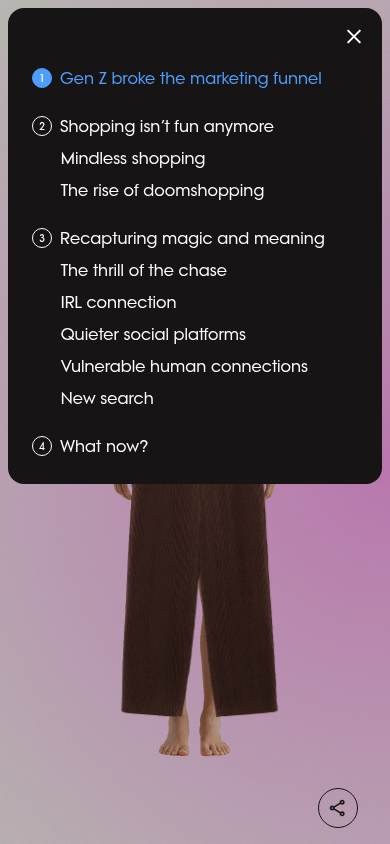 1 Gen Z broke the marketing funnel
2 Shopping isn't fun anymore
Mindless shopping
The rise of doomshopping
3 Recapturing magic and meaning
The thrill of the chase
IRL connection
Quieter social platforms
Vulnerable human connections
New search
4 What now?